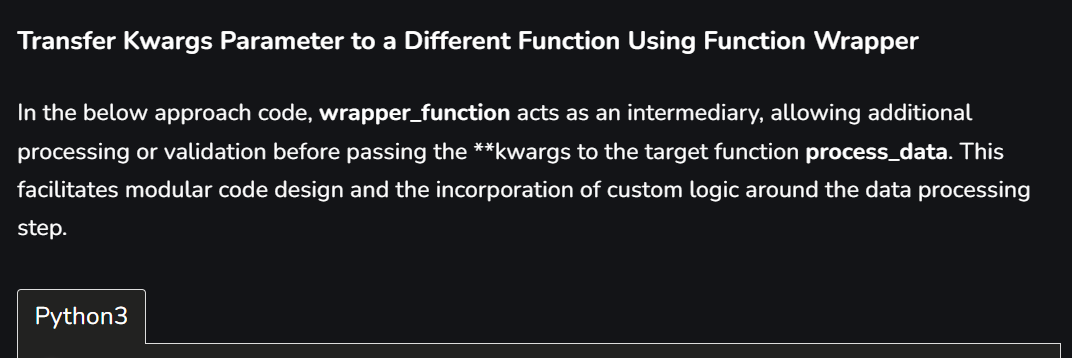 Transfer Kwargs Parameter to a Different Function Using Function Wrapper
In the below approach code, wrapper_function acts as an intermediary, allowing additional
processing or validation before passing the **kwargs to the target function process_data. This
facilitates modular code design and the incorporation of custom logic around the data processing
step.
Python3